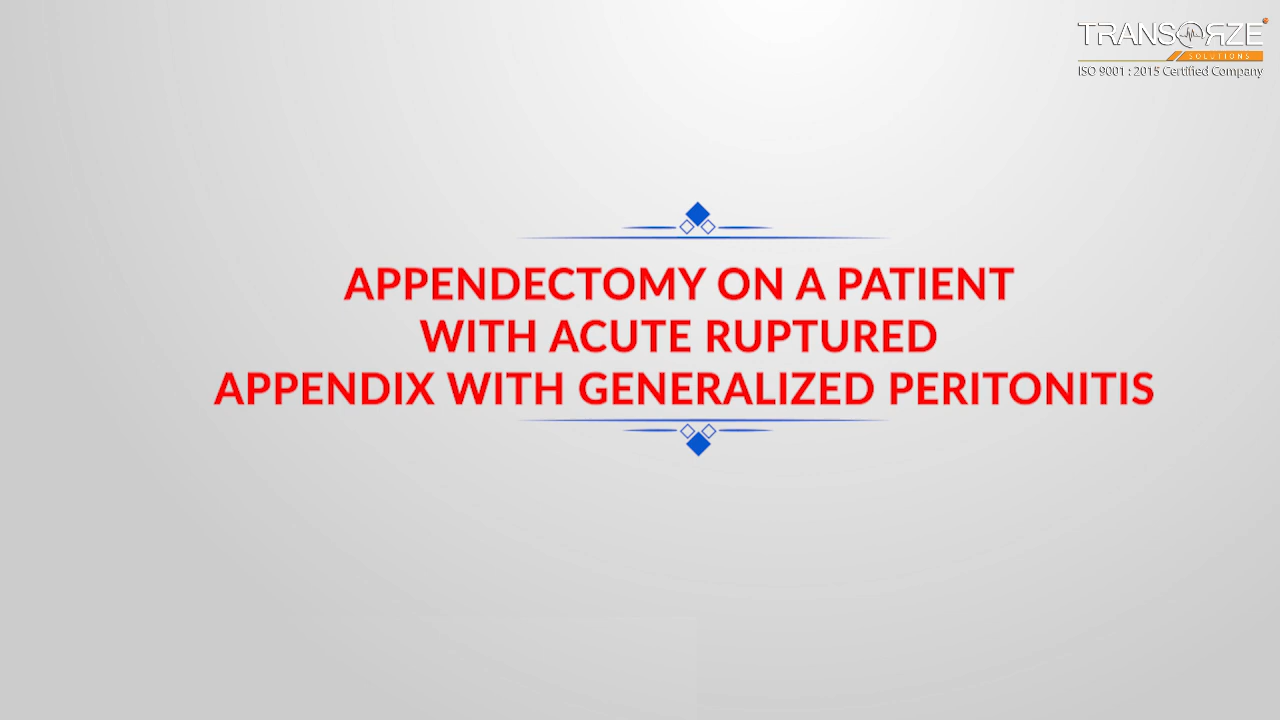 TRANSORZE
SOLUTIONS
ISO 9001 : 2015 Certified Company
APPENDECTOMY ON A PATIENT
WITH ACUTE RUPTURED
APPENDIX WITH GENERALIZED PERITONITIS